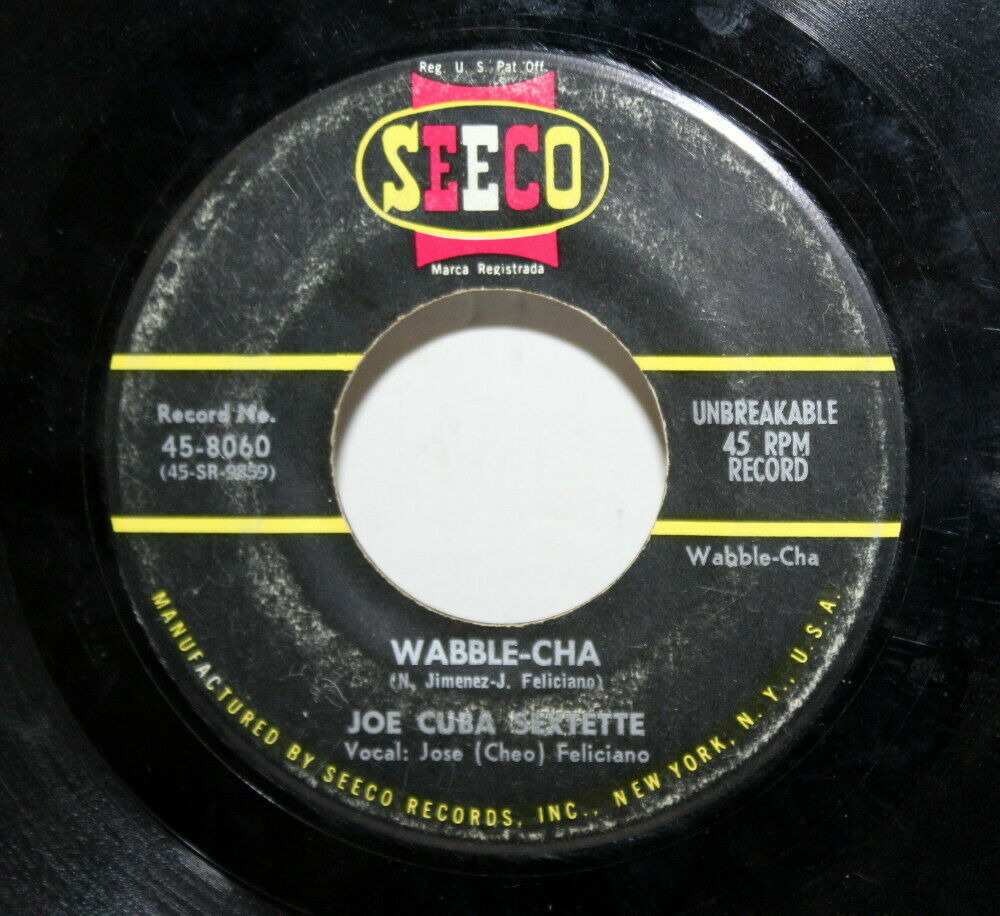 Reg. U. S. Pat. Off.
SEECO
Marca Registrada
Record No.
45-8060
(45-SR-9859)
UNBREAKABLE
45 RPM
RECORD
Wabble-Cha
WABBLE-CHA
(N. Jimenez-J. Feliciano)
JOE CUBA SEXTETTE
Vocal: Jose (Cheo) Feliciano
MANUFACTURED BY SEECO RECORDS, INC., NEW YORK, N. Y., U.S.A.